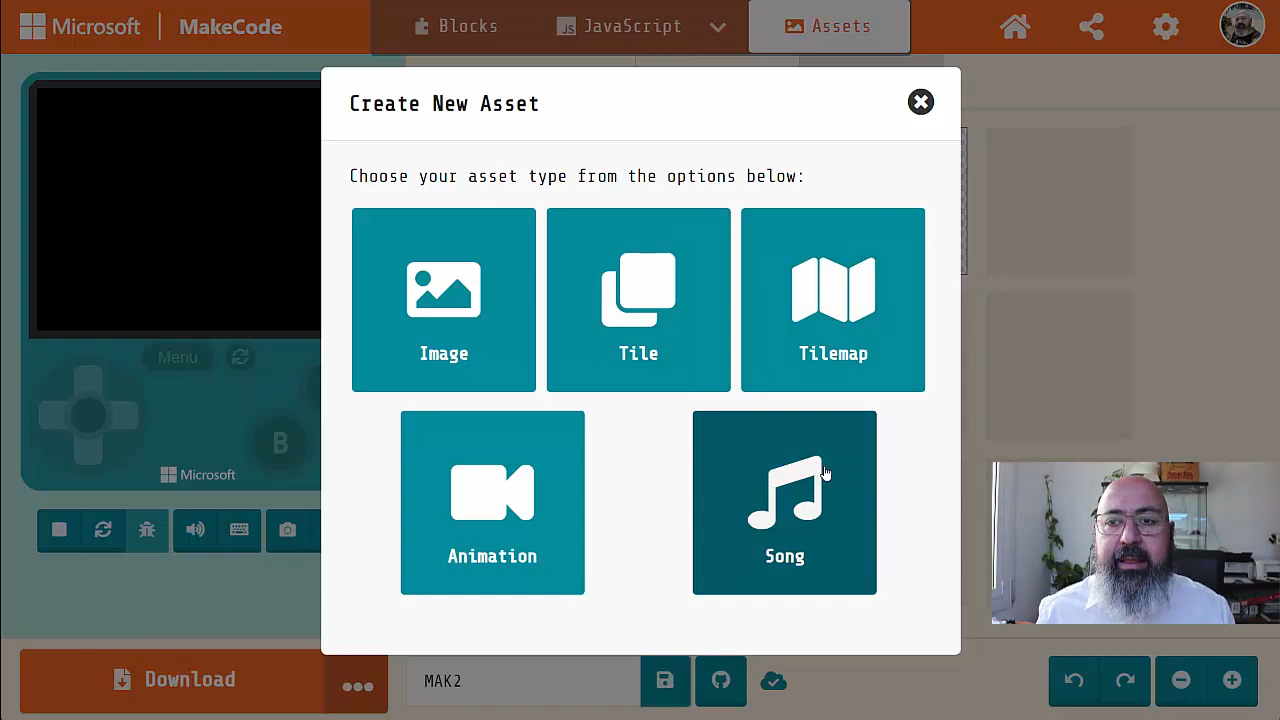 Microsoft | MakeCode
Blocks
JS JavaScript
Assets
Create New Asset
Choose your asset type from the options below:
Image
Tile
Tilemap
Animation
Song
Menu
B
Microsoft
Download
MAK2